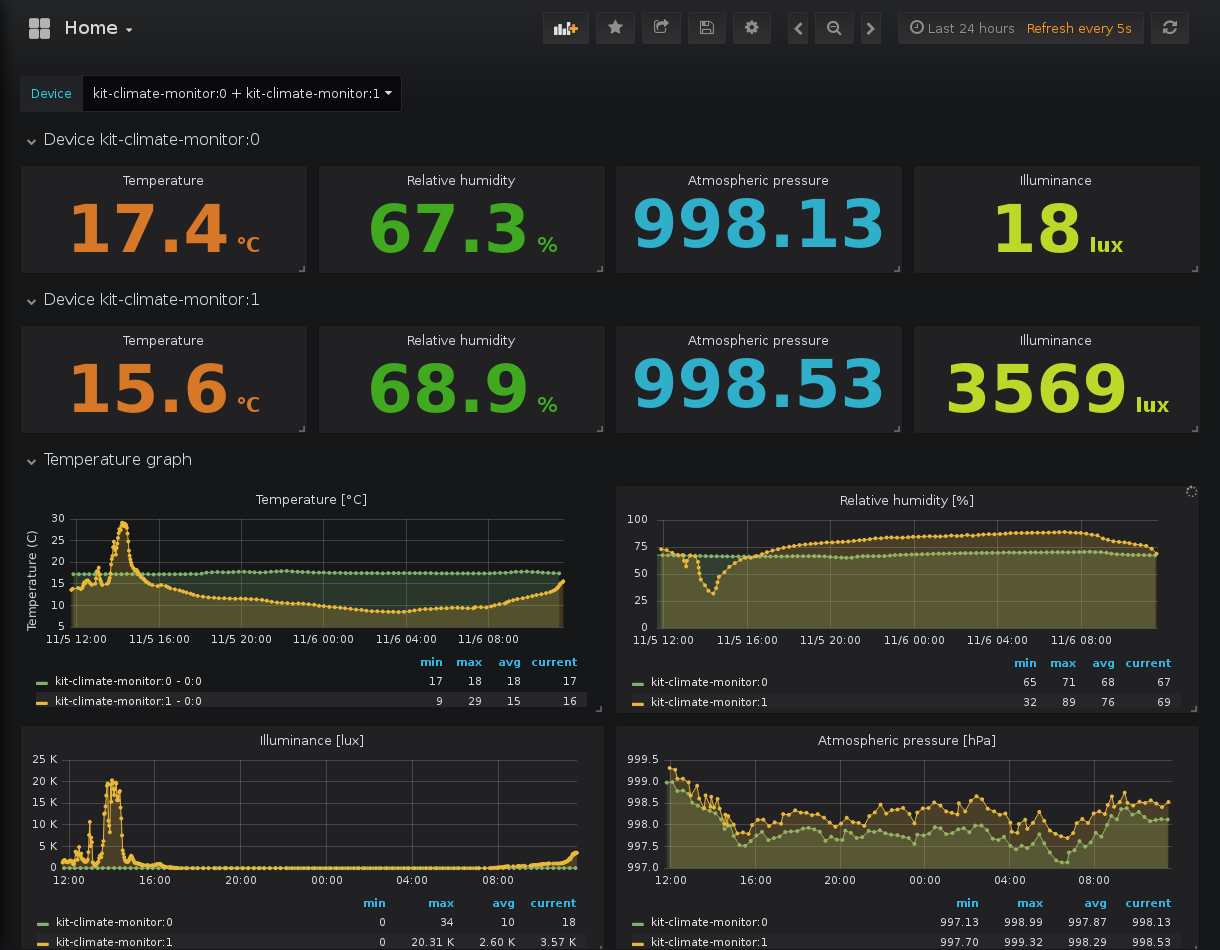 Home
Last 24 hours Refresh every 5s
Device kit-climate-monitor:0 + kit-climate-monitor:1
Device kit-climate-monitor:0
Temperature Relative humidity Atmospheric pressure Illuminance
17.4 °C 67.3 % 998.13 18 lux
Device kit-climate-monitor:1
Temperature Relative humidity Atmospheric pressure Illuminance
15.6 °C 68.9 % 998.53 3569 lux
Temperature graph
Temperature [°C]
Temperature (C)
30
25
20
15
10
5
11/5 12:00 11/5 16:00 11/5 20:00 11/6 00:00 11/6 04:00 11/6 08:00
min max avg current
kit-climate-monitor:0 - 0:0 17 18 18 17
kit-climate-monitor:1 - 0:0 9 29 15 16
Relative humidity [%]
100
75
50
25
0
11/5 12:00 11/5 16:00 11/5 20:00 11/6 00:00 11/6 04:00 11/6 08:00
min max avg current
kit-climate-monitor:0 65 71 68 67
kit-climate-monitor:1 32 89 76 69
Illuminance [lux]
25 K
20 K
15 K
10 K
5 K
0
12:00 16:00 20:00 00:00 04:00 08:00
min max avg current
kit-climate-monitor:0 0 34 10 18
kit-climate-monitor:1 0 20.31 K 2.60 K 3.57 K
Atmospheric pressure [hPa]
999.5
999.0
998.5
998.0
997.5
997.0
12:00 16:00 20:00 00:00 04:00 08:00
min max avg current
kit-climate-monitor:0 997.13 998.99 997.87 998.13
kit-climate-monitor:1 997.70 999.32 998.29 998.53